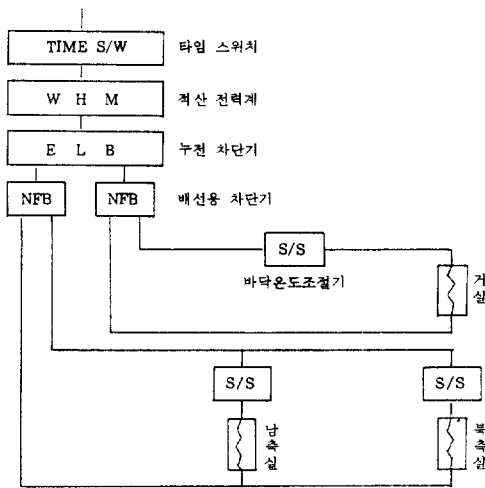 TIME S/W 타임 스위치
W H M 적산 전력계
E L B 누전 차단기
NFB NFB 배선용 차단기
S/S
바닥온도조절기
거실
S/S S/S
남측실
북측실